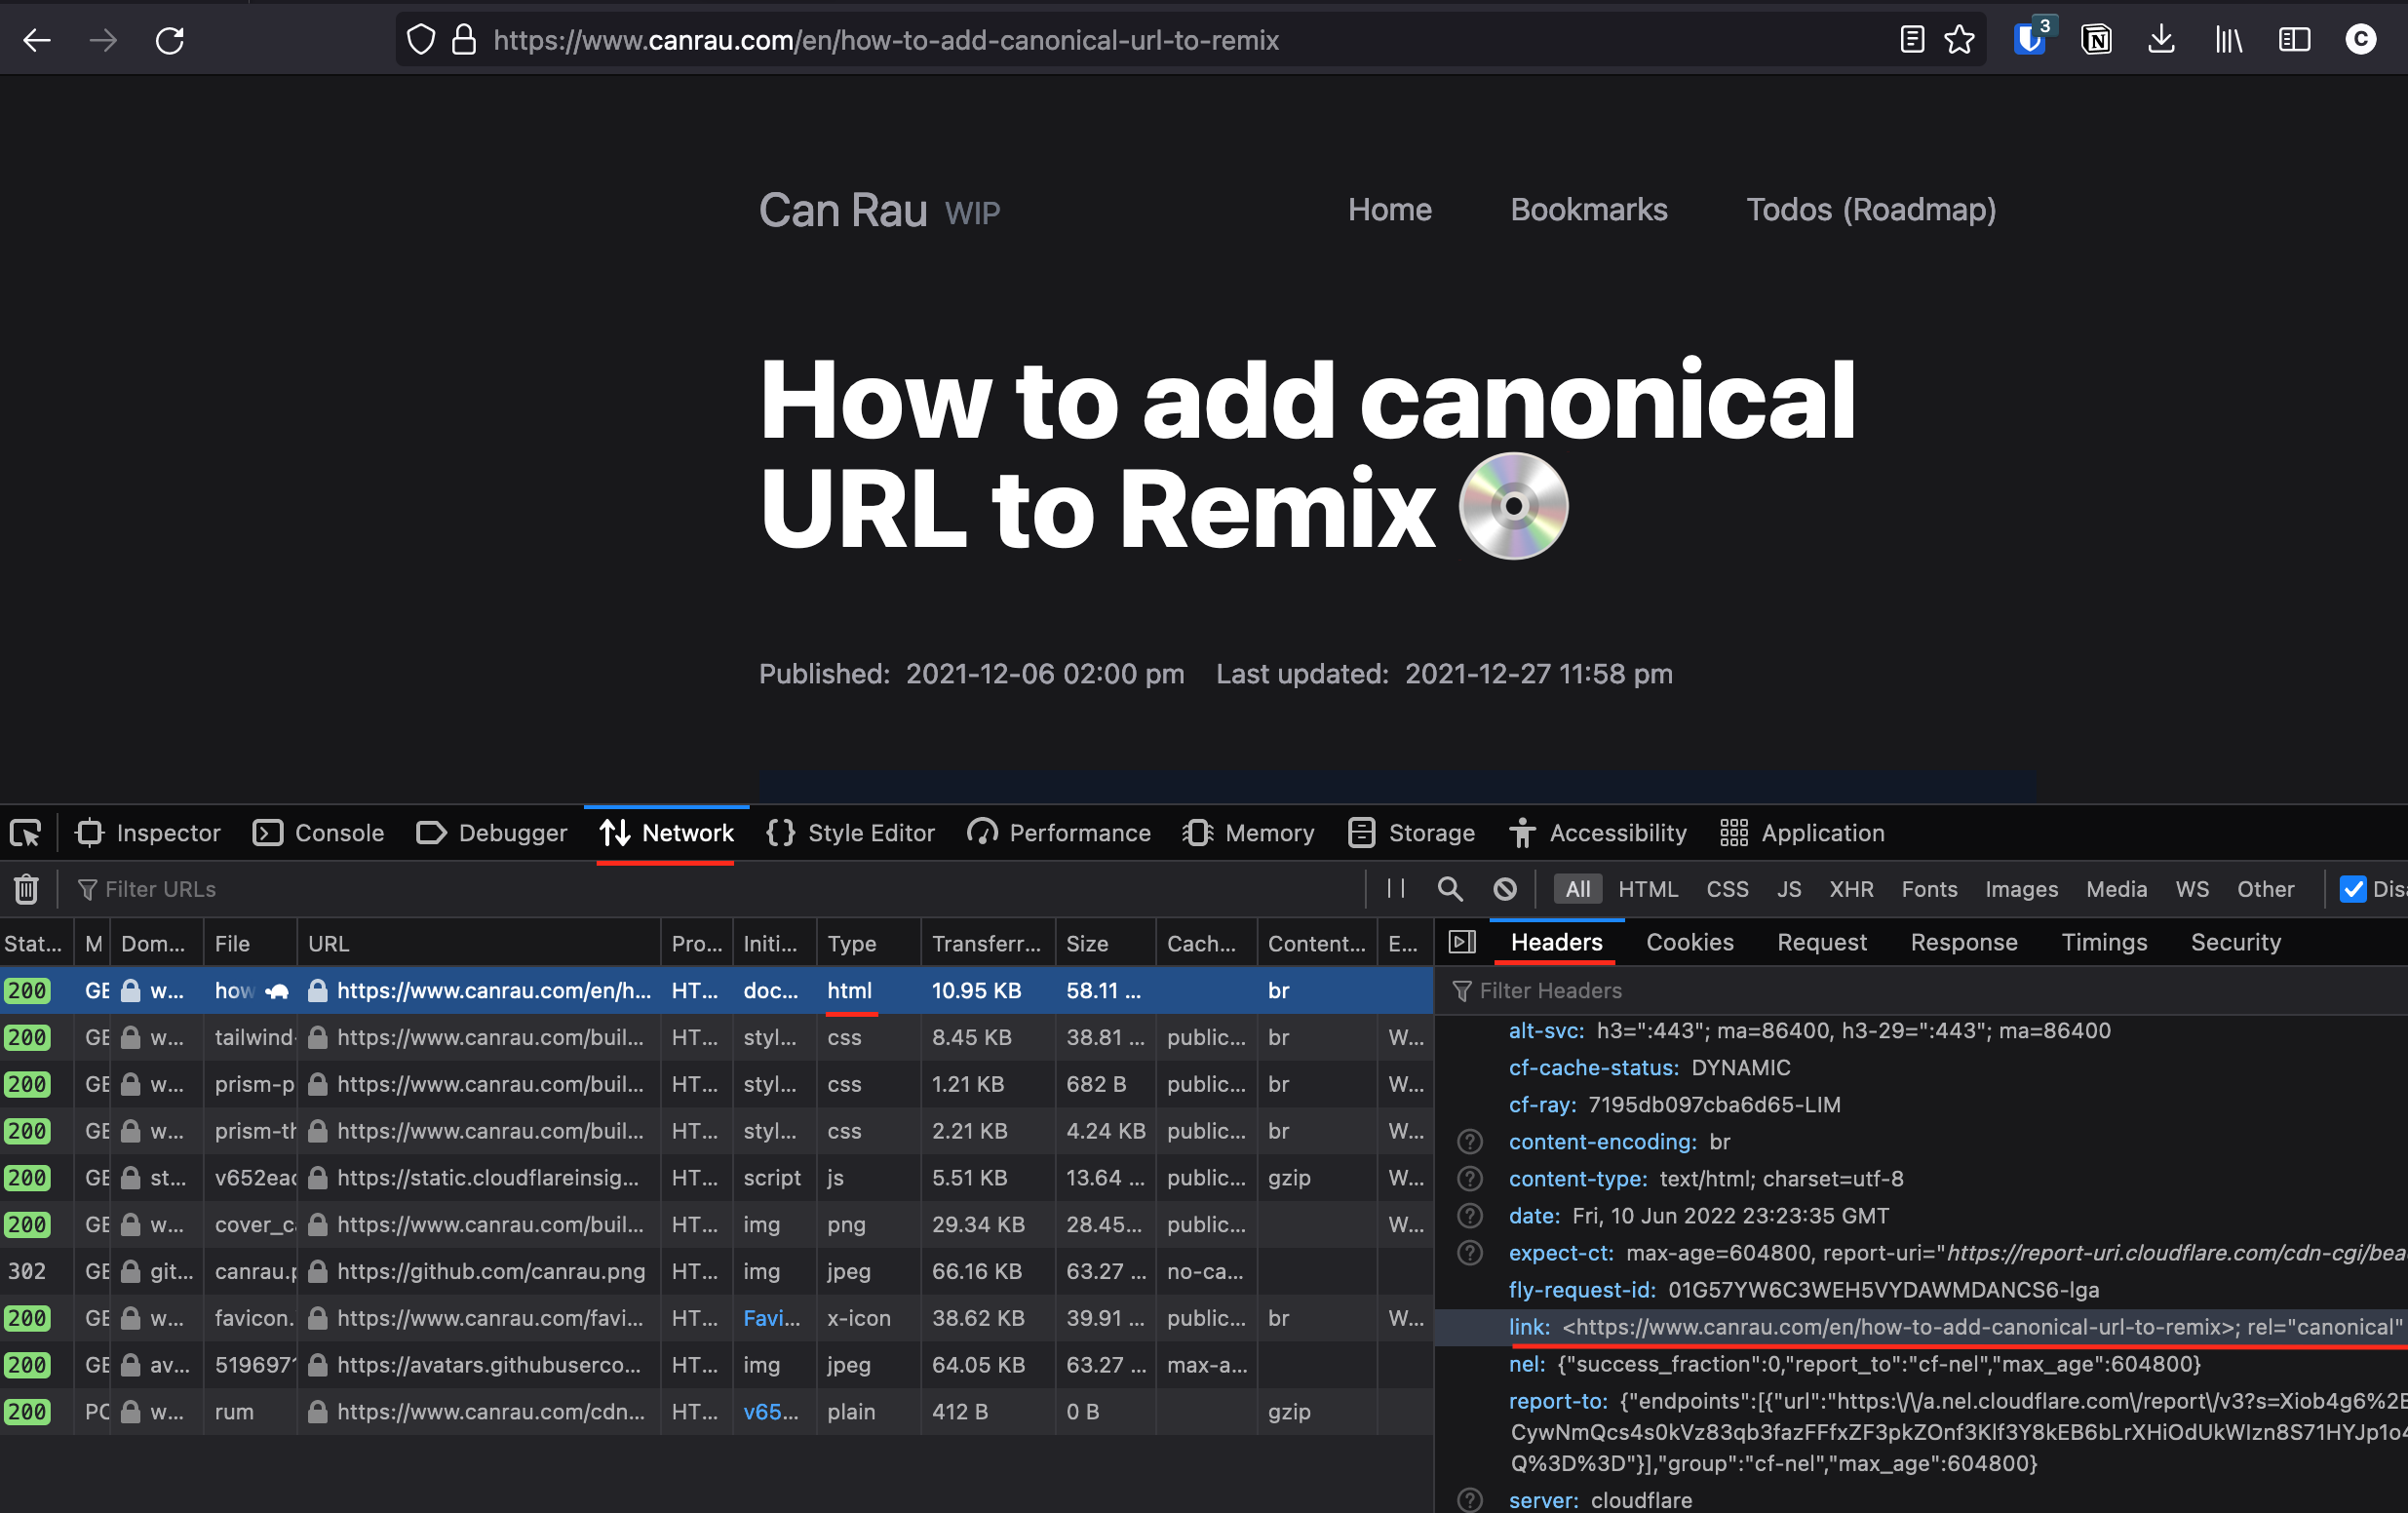 https://www.canrau.com/en/how-to-add-canonical-url-to-remix
3
N
C
Can Rau WIP
Home Bookmarks Todos (Roadmap)
How to add canonical
URL to Remix
Published: 2021-12-06 02:00 pm Last updated: 2021-12-27 11:58 pm
Inspector Console Debugger Network Style Editor Performance Memory Storage Accessibility Application
Filter URLs
All HTML CSS JS XHR Fonts Images Media WS Other Disa
Stat... M Dom... File URL Pro... Initi... Type Transferr... Size Cach... Content... E...
200 GE w... how https://www.canrau.com/en/h... HT... doc... html 10.95 KB 58.11 ... br
200 GE w... tailwind- https://www.canrau.com/buil... HT... styl... css 8.45 KB 38.81 ... public... br W...
200 GE w... prism-p https://www.canrau.com/buil... HT... styl... css 1.21 KB 682 B public... br W...
200 GE w... prism-th https://www.canrau.com/buil... HT... styl... css 2.21 KB 4.24 KB public... br W...
200 GE st... v652eac https://static.cloudflareinsig... HT... script js 5.51 KB 13.64 ... public... gzip W...
200 GE w... cover_ca https://www.canrau.com/buil... HT... img png 29.34 KB 28.45... public... W...
302 GE git... canrau.p https://github.com/canrau.png HT... img jpeg 66.16 KB 63.27 ... no-ca...
200 GE w... favicon. https://www.canrau.com/favi... HT... Favi... x-icon 38.62 KB 39.91 ... public... br W...
200 GE av... 5196971 https://avatars.githubuserco... HT... img jpeg 64.05 KB 63.27 ... max-a...
200 PO w... rum https://www.canrau.com/cdn... HT... v65... plain 412 B 0 B gzip
Headers Cookies Request Response Timings Security
Filter Headers
alt-svc: h3=":443"; ma=86400, h3-29=":443"; ma=86400
cf-cache-status: DYNAMIC
cf-ray: 7195db097cba6d65-LIM
content-encoding: br
content-type: text/html; charset=utf-8
date: Fri, 10 Jun 2022 23:23:35 GMT
expect-ct: max-age=604800, report-uri="https://report-uri.cloudflare.com/cdn-cgi/bea
fly-request-id: 01G57YW6C3WEH5VYDAWMDANCS6-lga
link: <https://www.canrau.com/en/how-to-add-canonical-url-to-remix>; rel="canonical"
nel: {"success_fraction":0,"report_to":"cf-nel","max_age":604800}
report-to: {"endpoints":[{"url":"https:\/\/a.nel.cloudflare.com\/report\/v3?s=Xiob4g6%2B
CywNmQcs4s0kVz83qb3fazFFfxZF3pkZOnf3Klf3Y8kEB6bLrXHiOdUkWIzn8S71HYJp1o4
Q%3D%3D"}],"group":"cf-nel","max_age":604800}
server: cloudflare